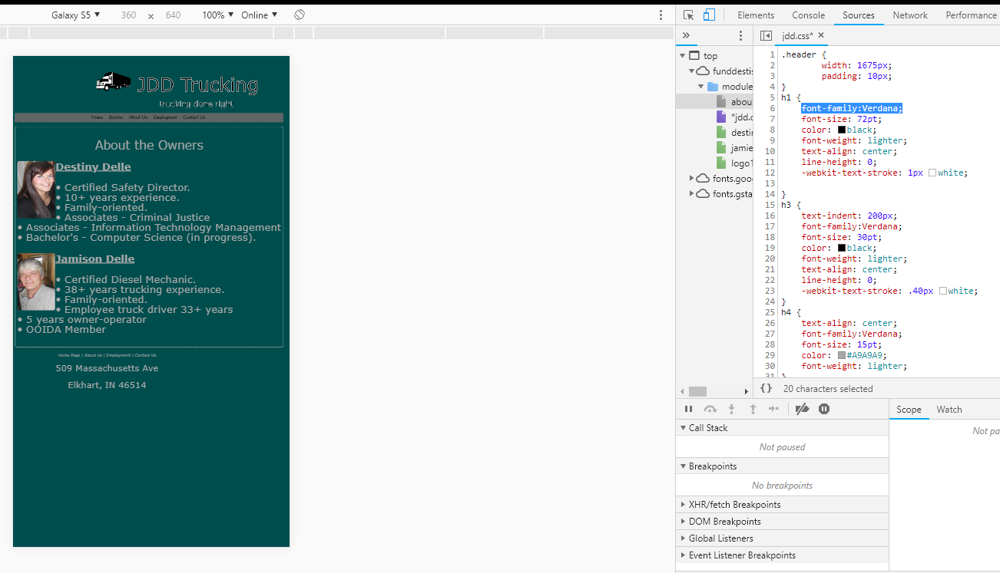 Galaxy S5 ▼ 360 × 640 100% ▼ Online ▼
Elements Console Sources Network Performance
» jdd.css* ×
top
funddestis
module
abou
*jdd.c
destin
jamie
logo1
fonts.goo
fonts.gsta
1 .header {
2 width: 1675px;
3 padding: 10px;
4 }
5 h1 {
6 font-family:Verdana;
7 font-size: 72pt;
8 color: black;
9 font-weight: lighter;
10 text-align: center;
11 line-height: 0;
12 -webkit-text-stroke: 1px white;
13
14 }
15 h3 {
16 text-indent: 200px;
17 font-family:Verdana;
18 font-size: 30pt;
19 color: black;
20 font-weight: lighter;
21 text-align: center;
22 line-height: 0;
23 -webkit-text-stroke: .40px white;
24 }
25 h4 {
26 text-align: center;
27 font-family:Verdana;
28 font-size: 15pt;
29 color: #A9A9A9;
30 font-weight: lighter;
31 }
{} 20 characters selected
Scope Watch
Call Stack
Not paused
Not pa
Breakpoints
No breakpoints
XHR/fetch Breakpoints
DOM Breakpoints
Global Listeners
Event Listener Breakpoints
JDD Trucking
trucking done right
Home Routes About Us Employment Contact Us
About the Owners
Destiny Delle
• Certified Safety Director.
• 10+ years experience.
• Family-oriented.
• Associates - Criminal Justice
• Associates - Information Technology Management
• Bachelor's - Computer Science (in progress).
Jamison Delle
• Certified Diesel Mechanic.
• 38+ years trucking experience.
• Family-oriented.
• Employee truck driver 33+ years
• 5 years owner-operator
• OOIDA Member
Home Page | About Us | Employment | Contact Us
509 Massachusetts Ave
Elkhart, IN 46514